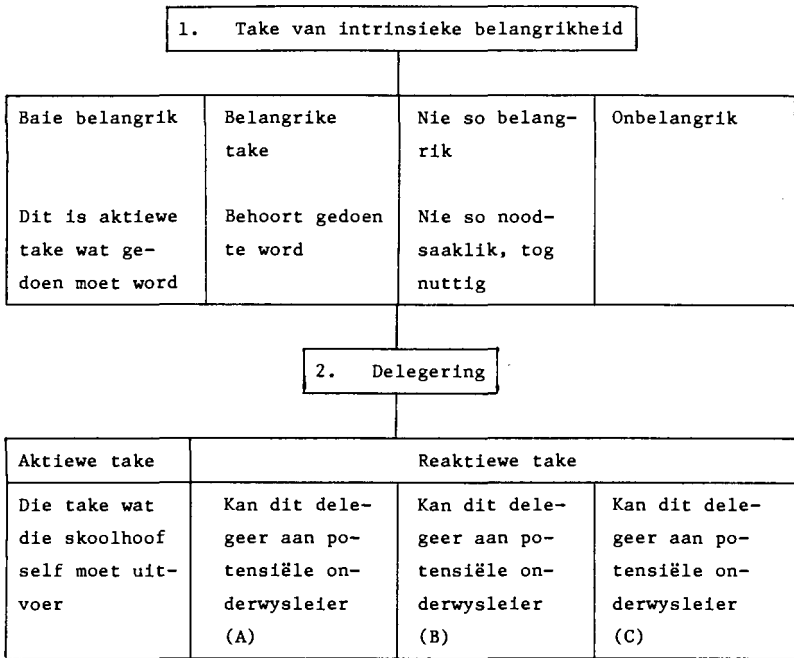 1. Take van intrinsieke belangrikheid
Baie belangrik
Dit is aktiewe
take wat ge-
doen moet word
Belangrike
take
Behoort gedoen
te word
Nie so belang-
rik
Nie so nood-
saaklik, tog
nuttig
Onbelangrik
2. Delegering
Aktiewe take
Reaktiewe take
Die take wat
die skoolhoof
self moet uit-
voer
Kan dit dele-
geer aan po-
tensiële on-
derwysleier
(A)
Kan dit dele-
geer aan po-
tensiële on-
derwysleier
(B)
Kan dit dele-
geer aan po-
tensiële on-
derwysleier
(C)